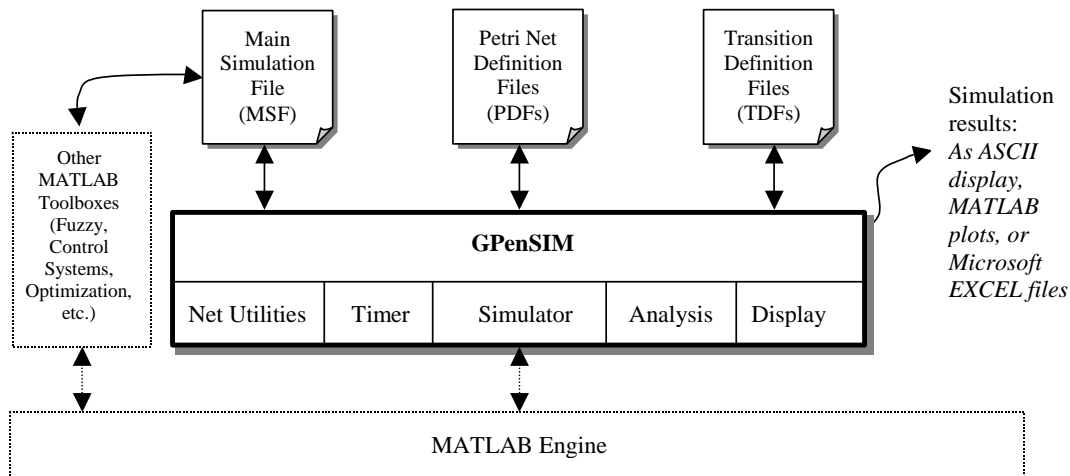 Main
Simulation
File
(MSF)
Petri Net
Definition
Files
(PDFs)
Transition
Definition
Files
(TDFs)
Simulation
results:
As ASCII
display,
MATLAB
plots, or
Microsoft
EXCEL files
Other
MATLAB
Toolboxes
(Fuzzy,
Control
Systems,
Optimization,
etc.)
GPenSIM
Net Utilities
Timer
Simulator
Analysis
Display
MATLAB Engine